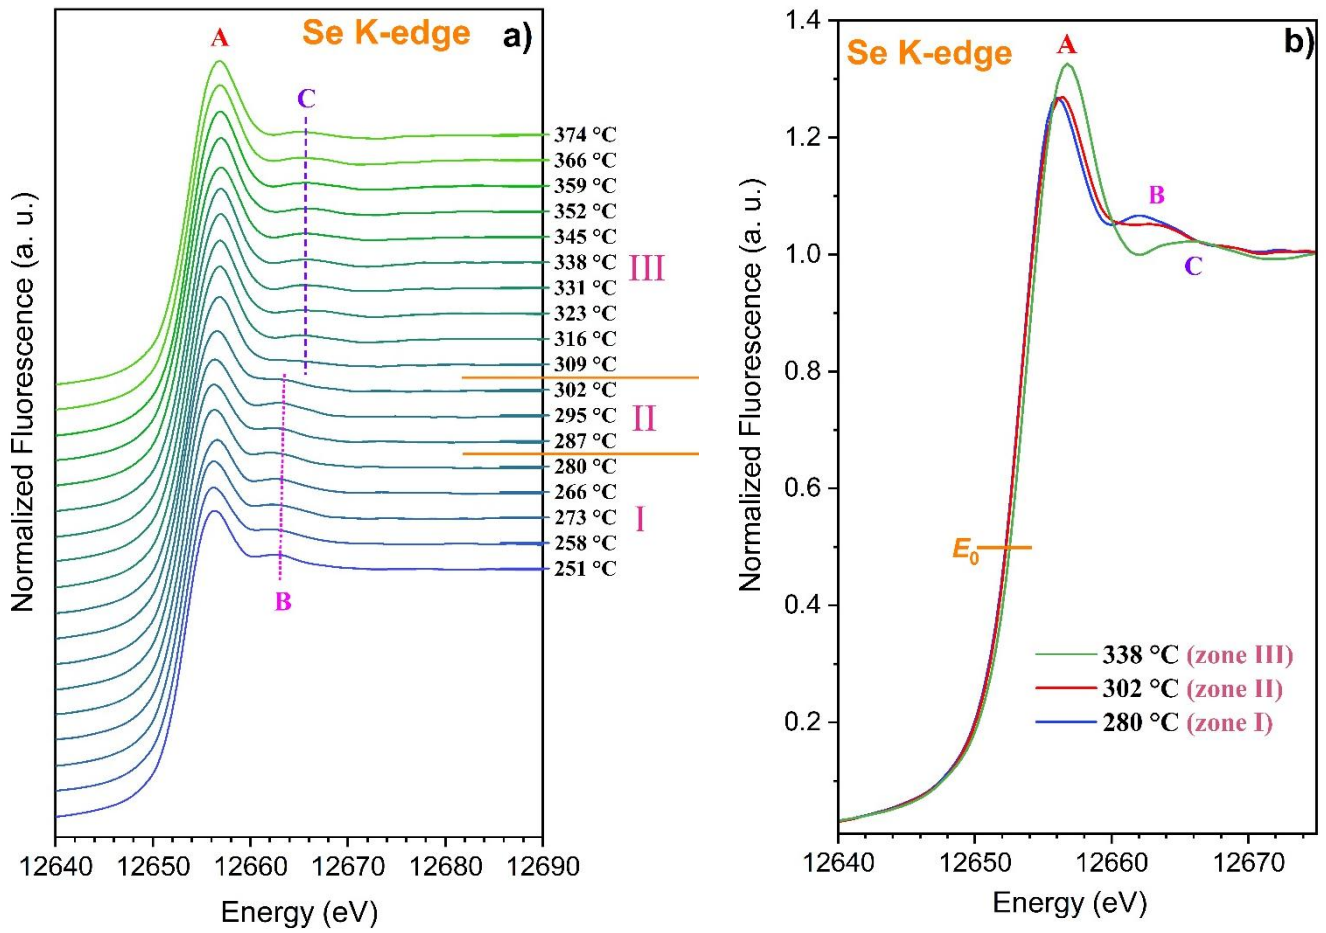 Se K-edge
a)
A
C
374 °C
366 °C
359 °C
352 °C
345 °C
338 °C
331 °C
323 °C
316 °C
309 °C
302 °C
295 °C
287 °C
280 °C
266 °C
273 °C
258 °C
251 °C
III
II
I
B
Normalized Fluorescence (a. u.)
12640 12650 12660 12670 12680 12690
Energy (eV)
Se K-edge
b)
A
B
C
E0
338 °C (zone III)
302 °C (zone II)
280 °C (zone I)
1.4
1.2
1.0
0.8
0.6
0.4
0.2
Normalized Fluorescence (a. u.)
12640 12650 12660 12670
Energy (eV)